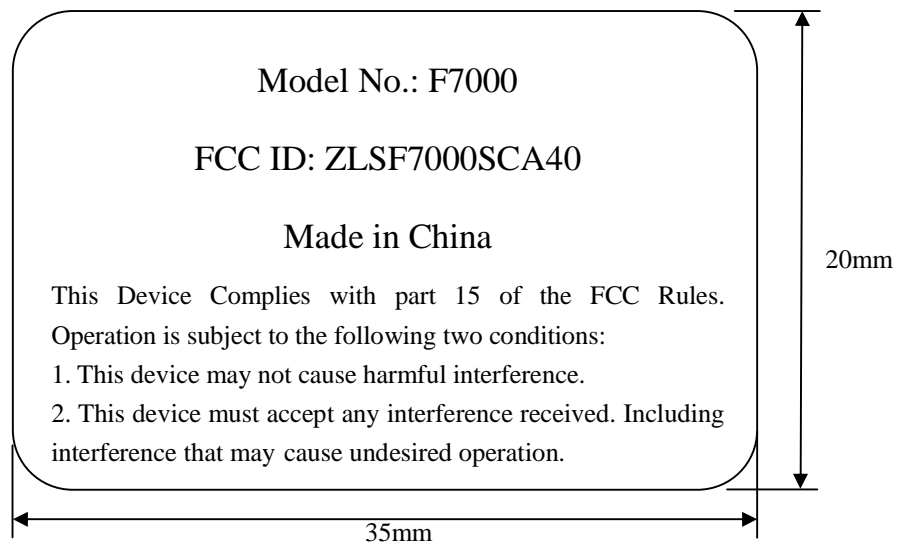 Model No.: F7000
FCC ID: ZLSF7000SCA40
Made in China
20mm
This Device Complies with part 15 of the FCC Rules.
Operation is subject to the following two conditions:
1. This device may not cause harmful interference.
2. This device must accept any interference received. Including
interference that may cause undesired operation.
35mm